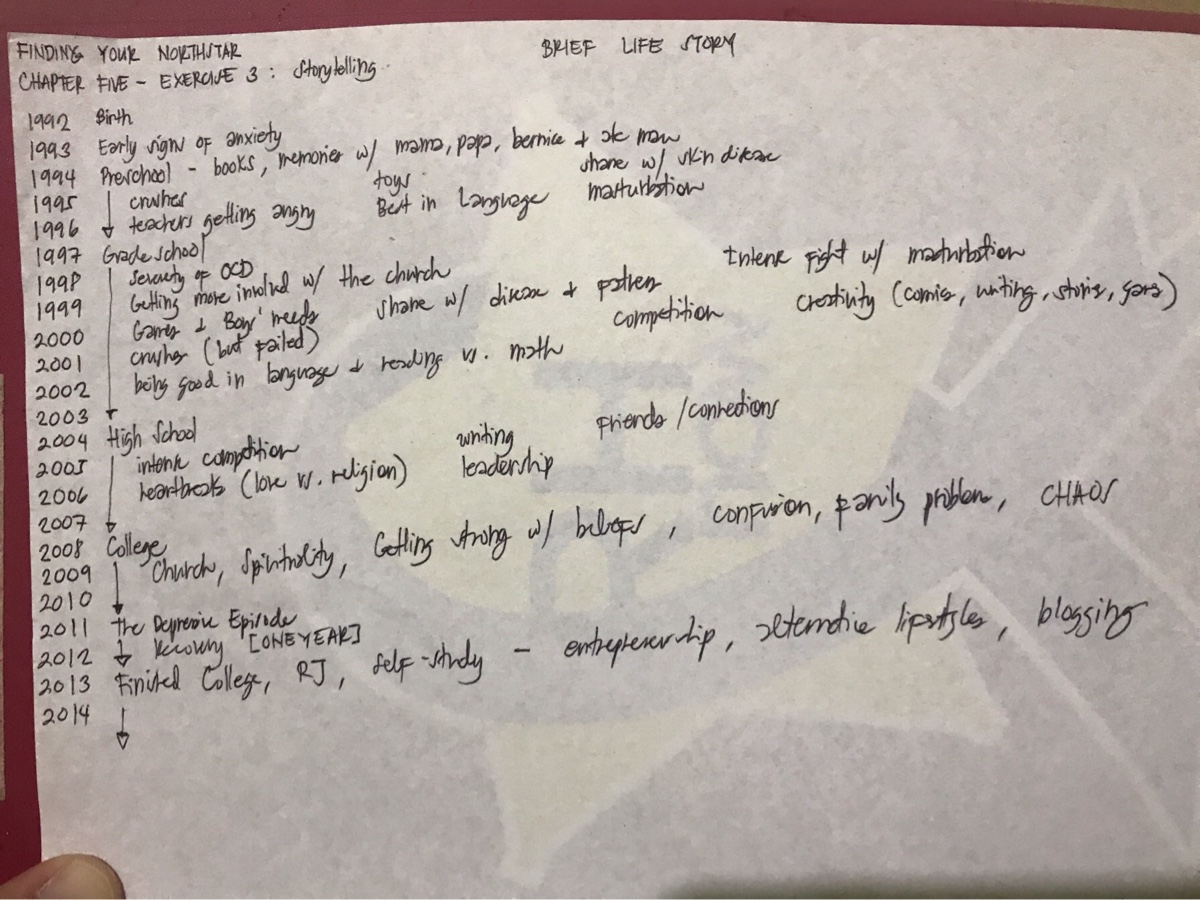 FINDING YOUR NORTHSTAR BRIEF LIFE STORY
CHAPTER FIVE - EXERCISE 3 : Storytelling
1992 Birth
1993 Early signs of anxiety
1994 Preschool - books, memories w/ mama, papa, bernice +
toys shame w/ skin disease
1995 crushes Best in Language masturbation
1996 teachers getting angry
1997 Grade school
1998 Severity of OCD Intense Fight w/ masturbation
1999 Getting more involved w/ the church
2000 Games + Boys' needs share w/ disease + creativity (comics, writing, stories,
2001 crushes (but failed) competition
2002 being good in language + reading vs. math
2003
2004 High School Friends / connections
2005 intense competition writing
2006 heartbreaks (love vs. religion) leadership
2007
2008 College
2009 Church, Spirituality, Getting strong w/ beliefs, confusion, family problem, CHAOS
2010
2011 The Depressive Episode
2012 Recovery [ONE YEAR]
2013 Finished College, RJ, self-study - entrepreneurship, alternative lifestyles, blogging
2014